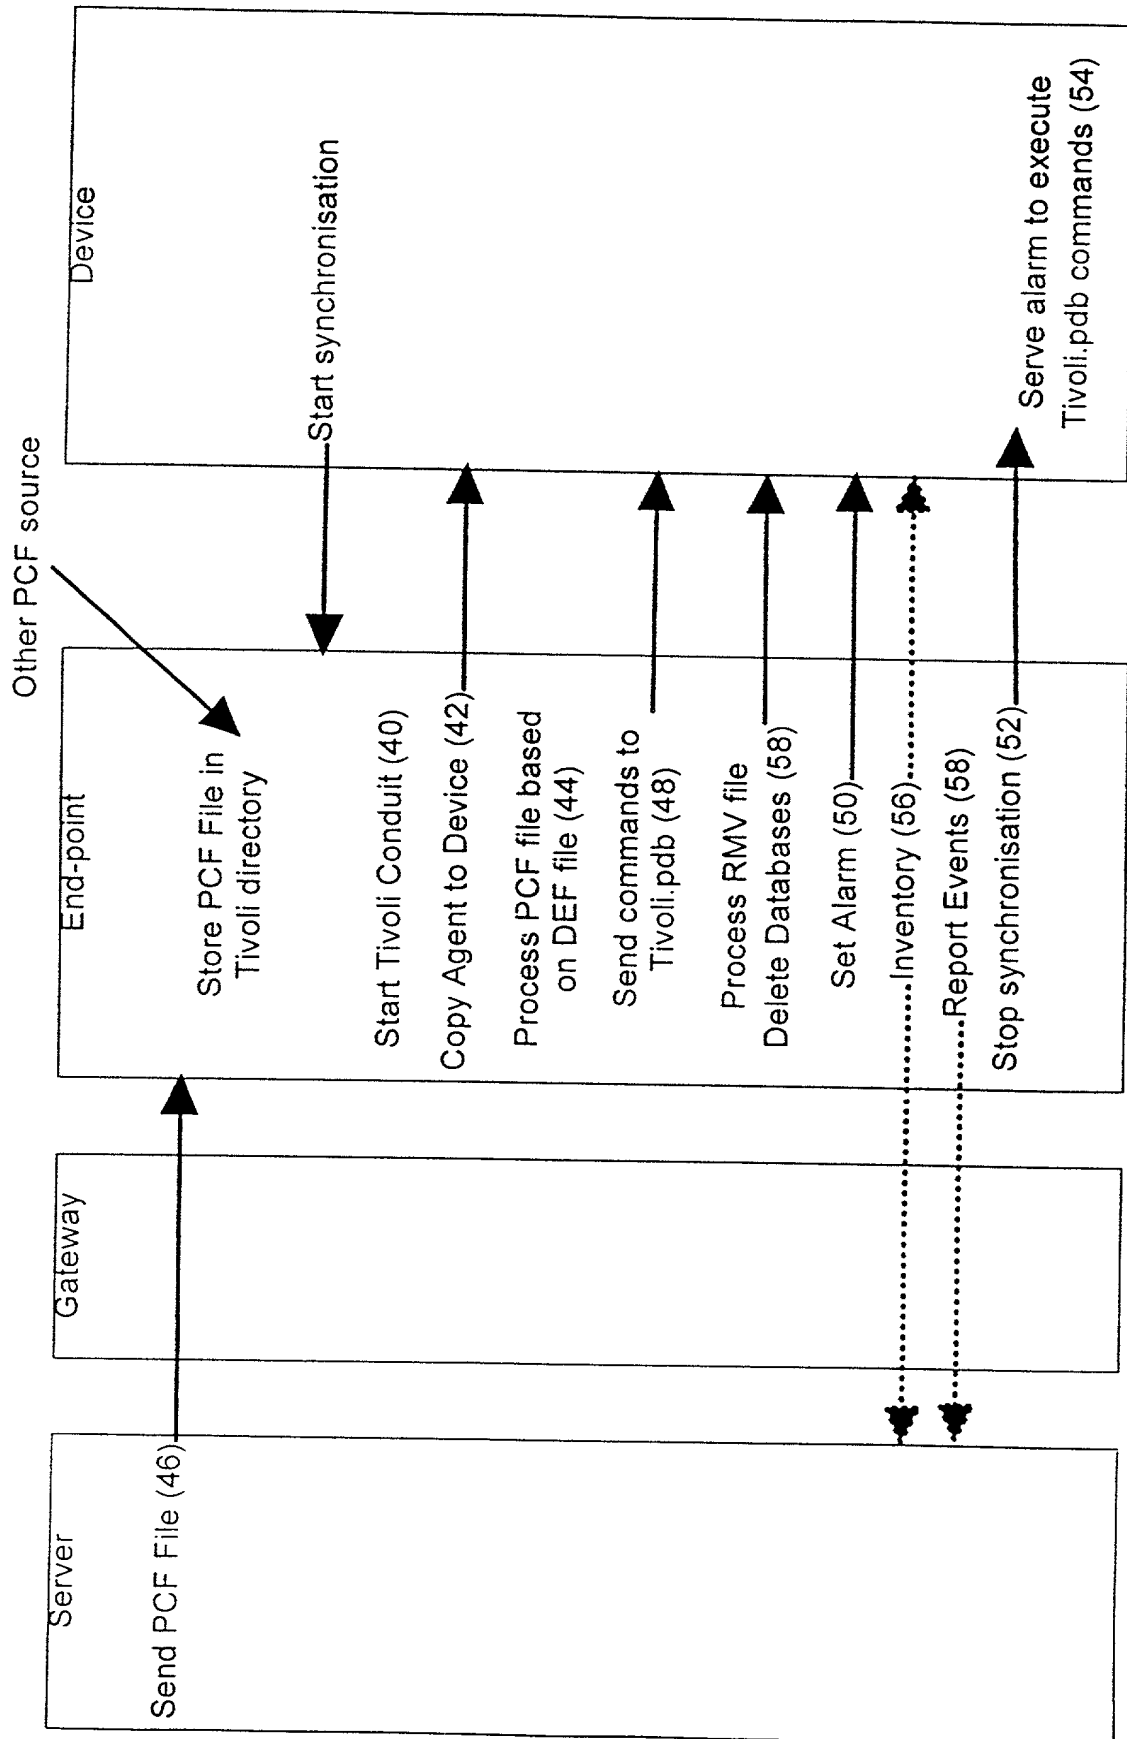 Other PCF source
Server
Gateway
End-point
Device
Send PCF File (46)
Store PCF File in
Tivoli directory
Start synchronisation
Start Tivoli Conduit (40)
Copy Agent to Device (42)
Process PCF file based
on DEF file (44)
Send commands to
Tivoli.pdb (48)
Process RMV file
Delete Databases (58)
Set Alarm (50)
Inventory (56)
Report Events (58)
Stop synchronisation (52)
Serve alarm to execute
Tivoli.pdb commands (54)